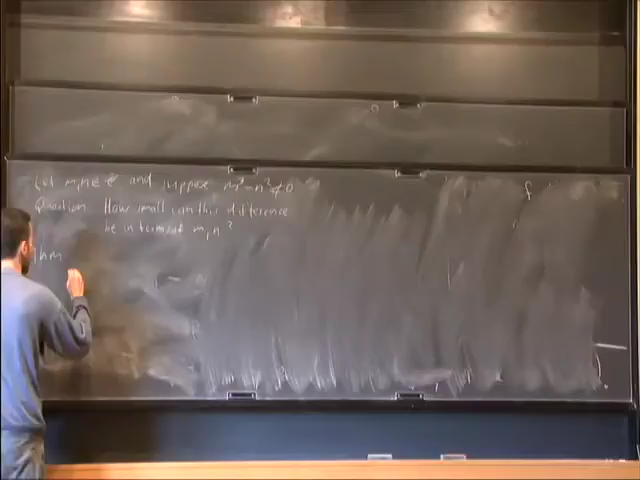 Let m,n ∈ ℤ and suppose m³-n²≠0
Question How small can this difference
be in terms of m,n?
Thm